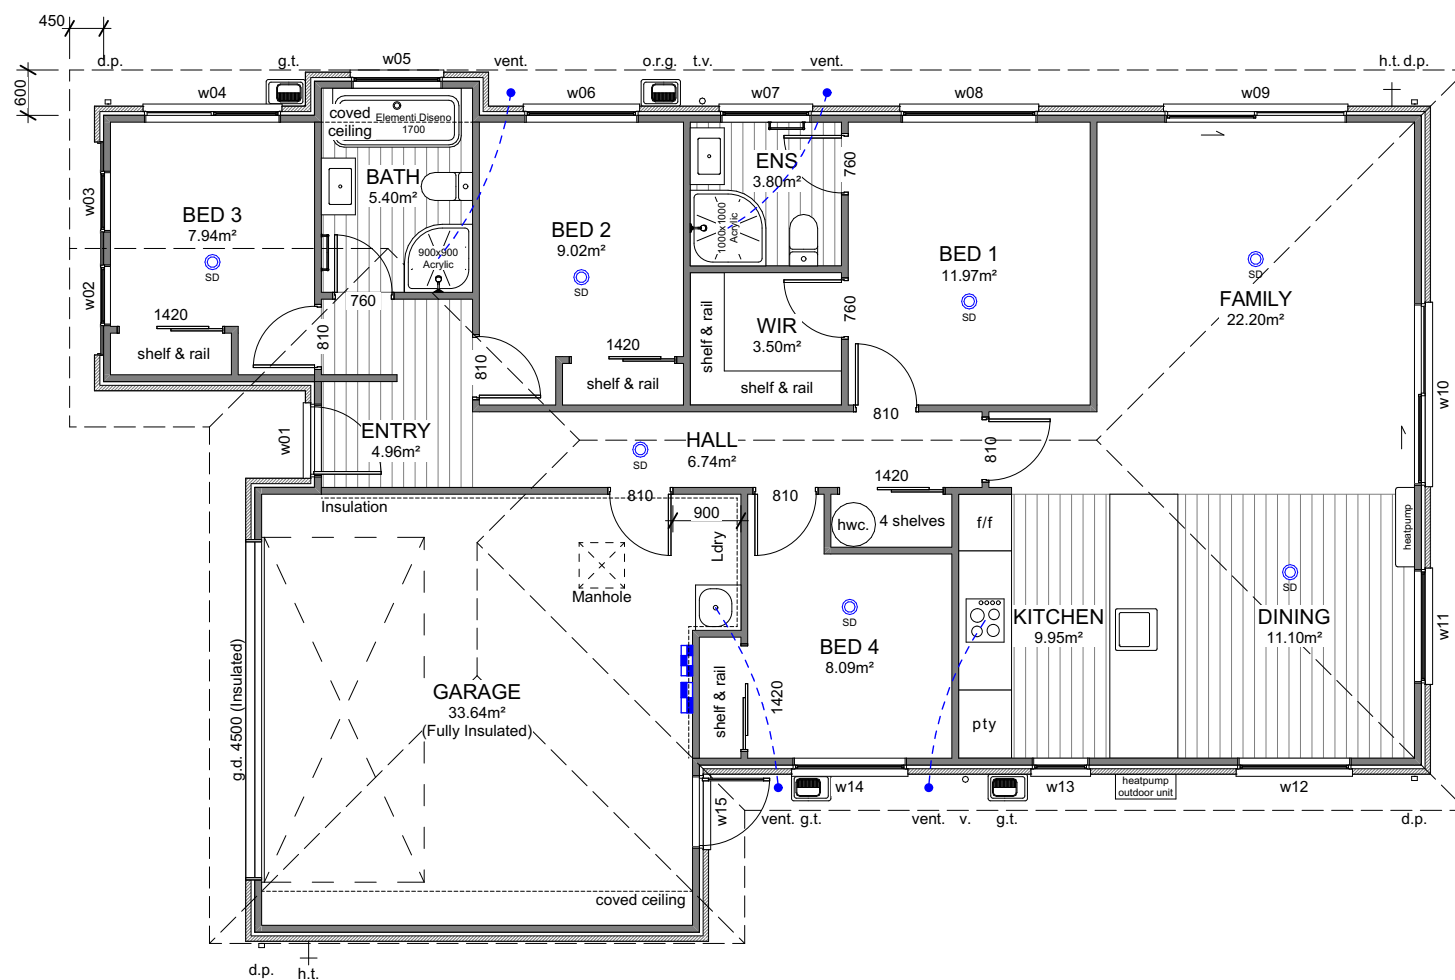 450
600
d.p.
g.t.
w05
vent.
o.r.g.
t.v.
vent.
h.t.
d.p.
w04
w06
w07
w08
w09
coved
ceiling
Elementi Diseno
1700
w03
BED 3
7.94m²
SD
BATH
5.40m²
900x900
Acrylic
BED 2
9.02m²
SD
ENS
3.80m²
1000x1000
Acrylic
760
BED 1
11.97m²
SD
SD
FAMILY
22.20m²
w02
1420
shelf & rail
760
810
810
1420
shelf & rail
shelf & rail
WIR
3.50m²
shelf & rail
760
w10
w01
ENTRY
4.96m²
HALL
6.74m²
SD
810
810
Insulation
810
900
Ldry
810
1420
hwc.
4 shelves
f/f
heatpump
Manhole
SD
BED 4
8.09m²
KITCHEN
9.95m²
SD
DINING
11.10m²
w11
g.d. 4500 (Insulated)
GARAGE
33.64m²
(Fully Insulated)
shelf & rail
1420
pty
w15
w14
w13
heatpump
outdoor unit
w12
vent.
g.t.
vent.
v.
g.t.
d.p.
coved ceiling
d.p.
h.t.